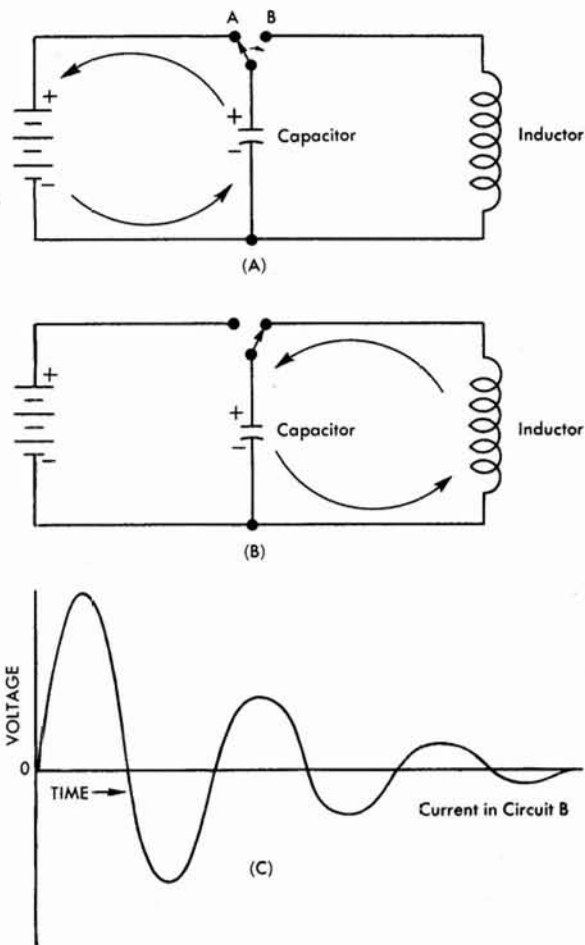 A B
+ + Capacitor Inductor
- -
(A)
+ + Capacitor Inductor
- -
(B)
VOLTAGE
0
TIME
Current in Circuit B
(C)